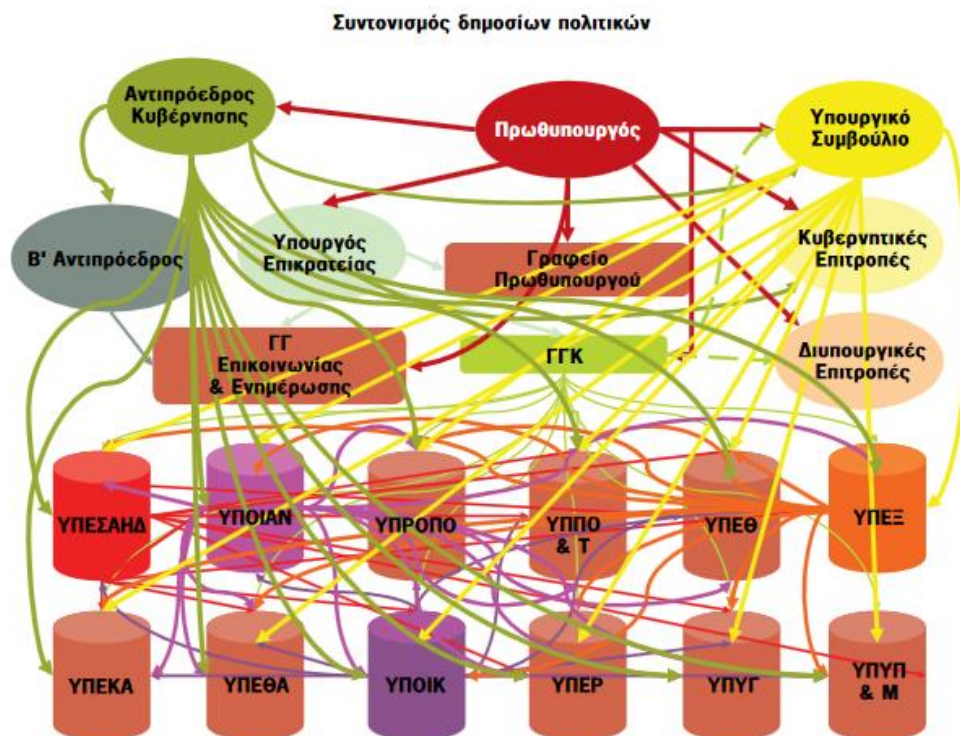 Συντονισμός δημοσίων πολιτικών
Αντιπρόεδρος
Κυβέρνησης
Πρωθυπουργός
Υπουργικό
Συμβούλιο
Β' Αντιπρόεδρος
Υπουργός
Επικρατείας
Γραφείο
Πρωθυπουργού
Κυβερνητικές
Επιτροπές
ΓΓ
Επικοινωνίας
& Ενημέρωσης
ΓΓΚ
Διυπουργικές
Επιτροπές
ΥΠΕΣΑΗΔ
ΥΠΟΙΑΝ
ΥΠΡΟΠΟ
ΥΠΠΟ
& Τ
ΥΠΕΘ
ΥΠΕΞ
ΥΠΕΚΑ
ΥΠΕΘΑ
ΥΠΟΙΚ
ΥΠΕΡ
ΥΠΥΓ
ΥΠΥΠ
& Μ